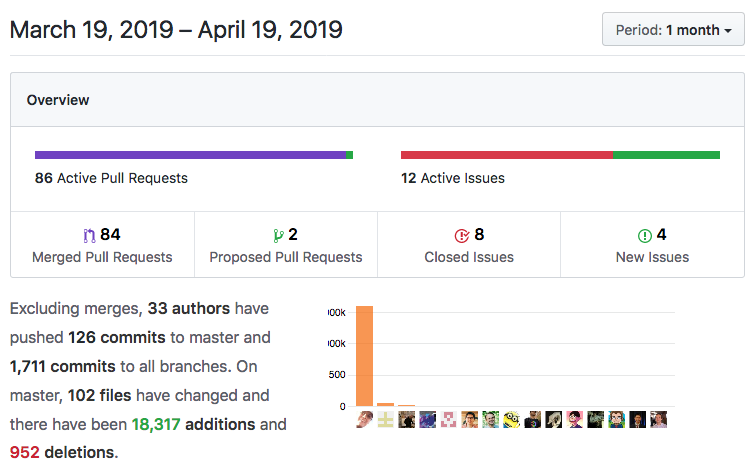 March 19, 2019 – April 19, 2019
Period: 1 month
Overview
86 Active Pull Requests
12 Active Issues
84
Merged Pull Requests
2
Proposed Pull Requests
8
Closed Issues
4
New Issues
Excluding merges, 33 authors have
pushed 126 commits to master and
1,711 commits to all branches. On
master, 102 files have changed and
there have been 18,317 additions and
952 deletions.
00k
00k
500
0